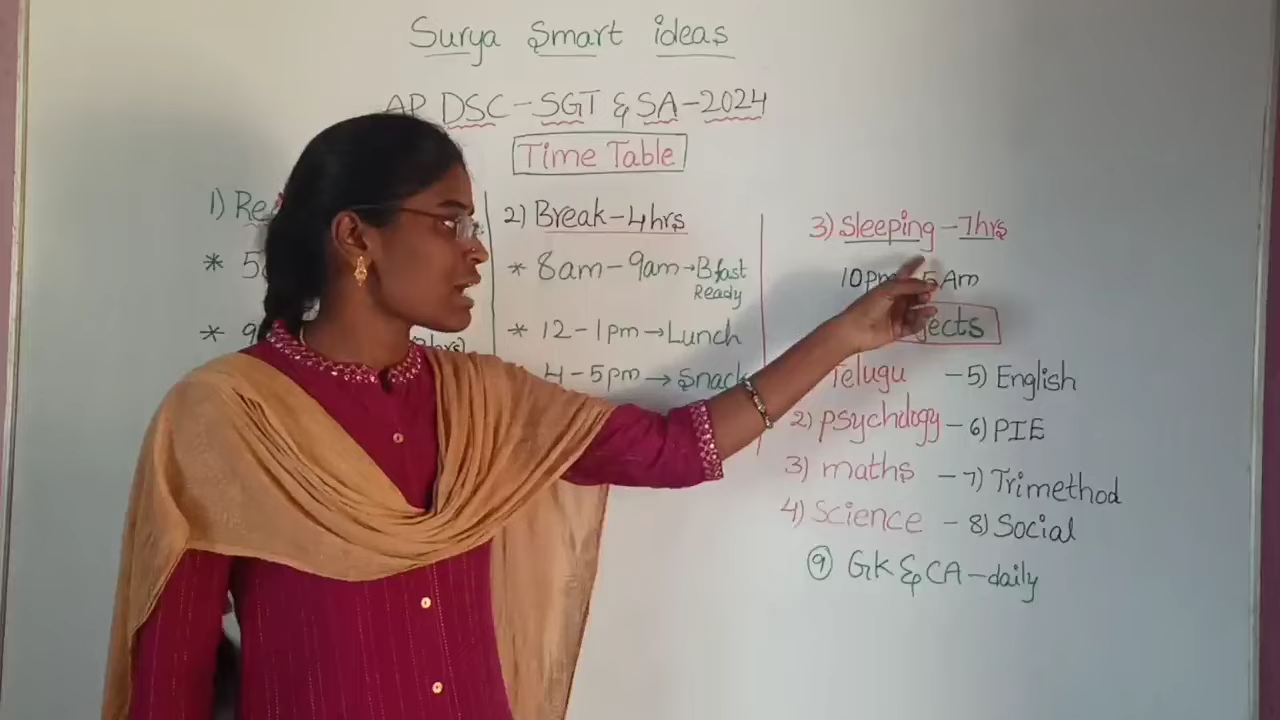 Surya Smart ideas
AP DSC-SGT & SA-2024
Time Table
1) Re
* 5
* 9
2hrs)
2) Break-4hrs
* 8am-9am→Bfast
Ready
* 12-1pm→Lunch
4-5pm→Snack
3) Sleeping-7hrs
10pm-5Am
jects
Telugu -5) English
2) psychology-6) PIE
3) maths -7) Trimethod
4) Science -8) Social
9 Gk & CA-daily